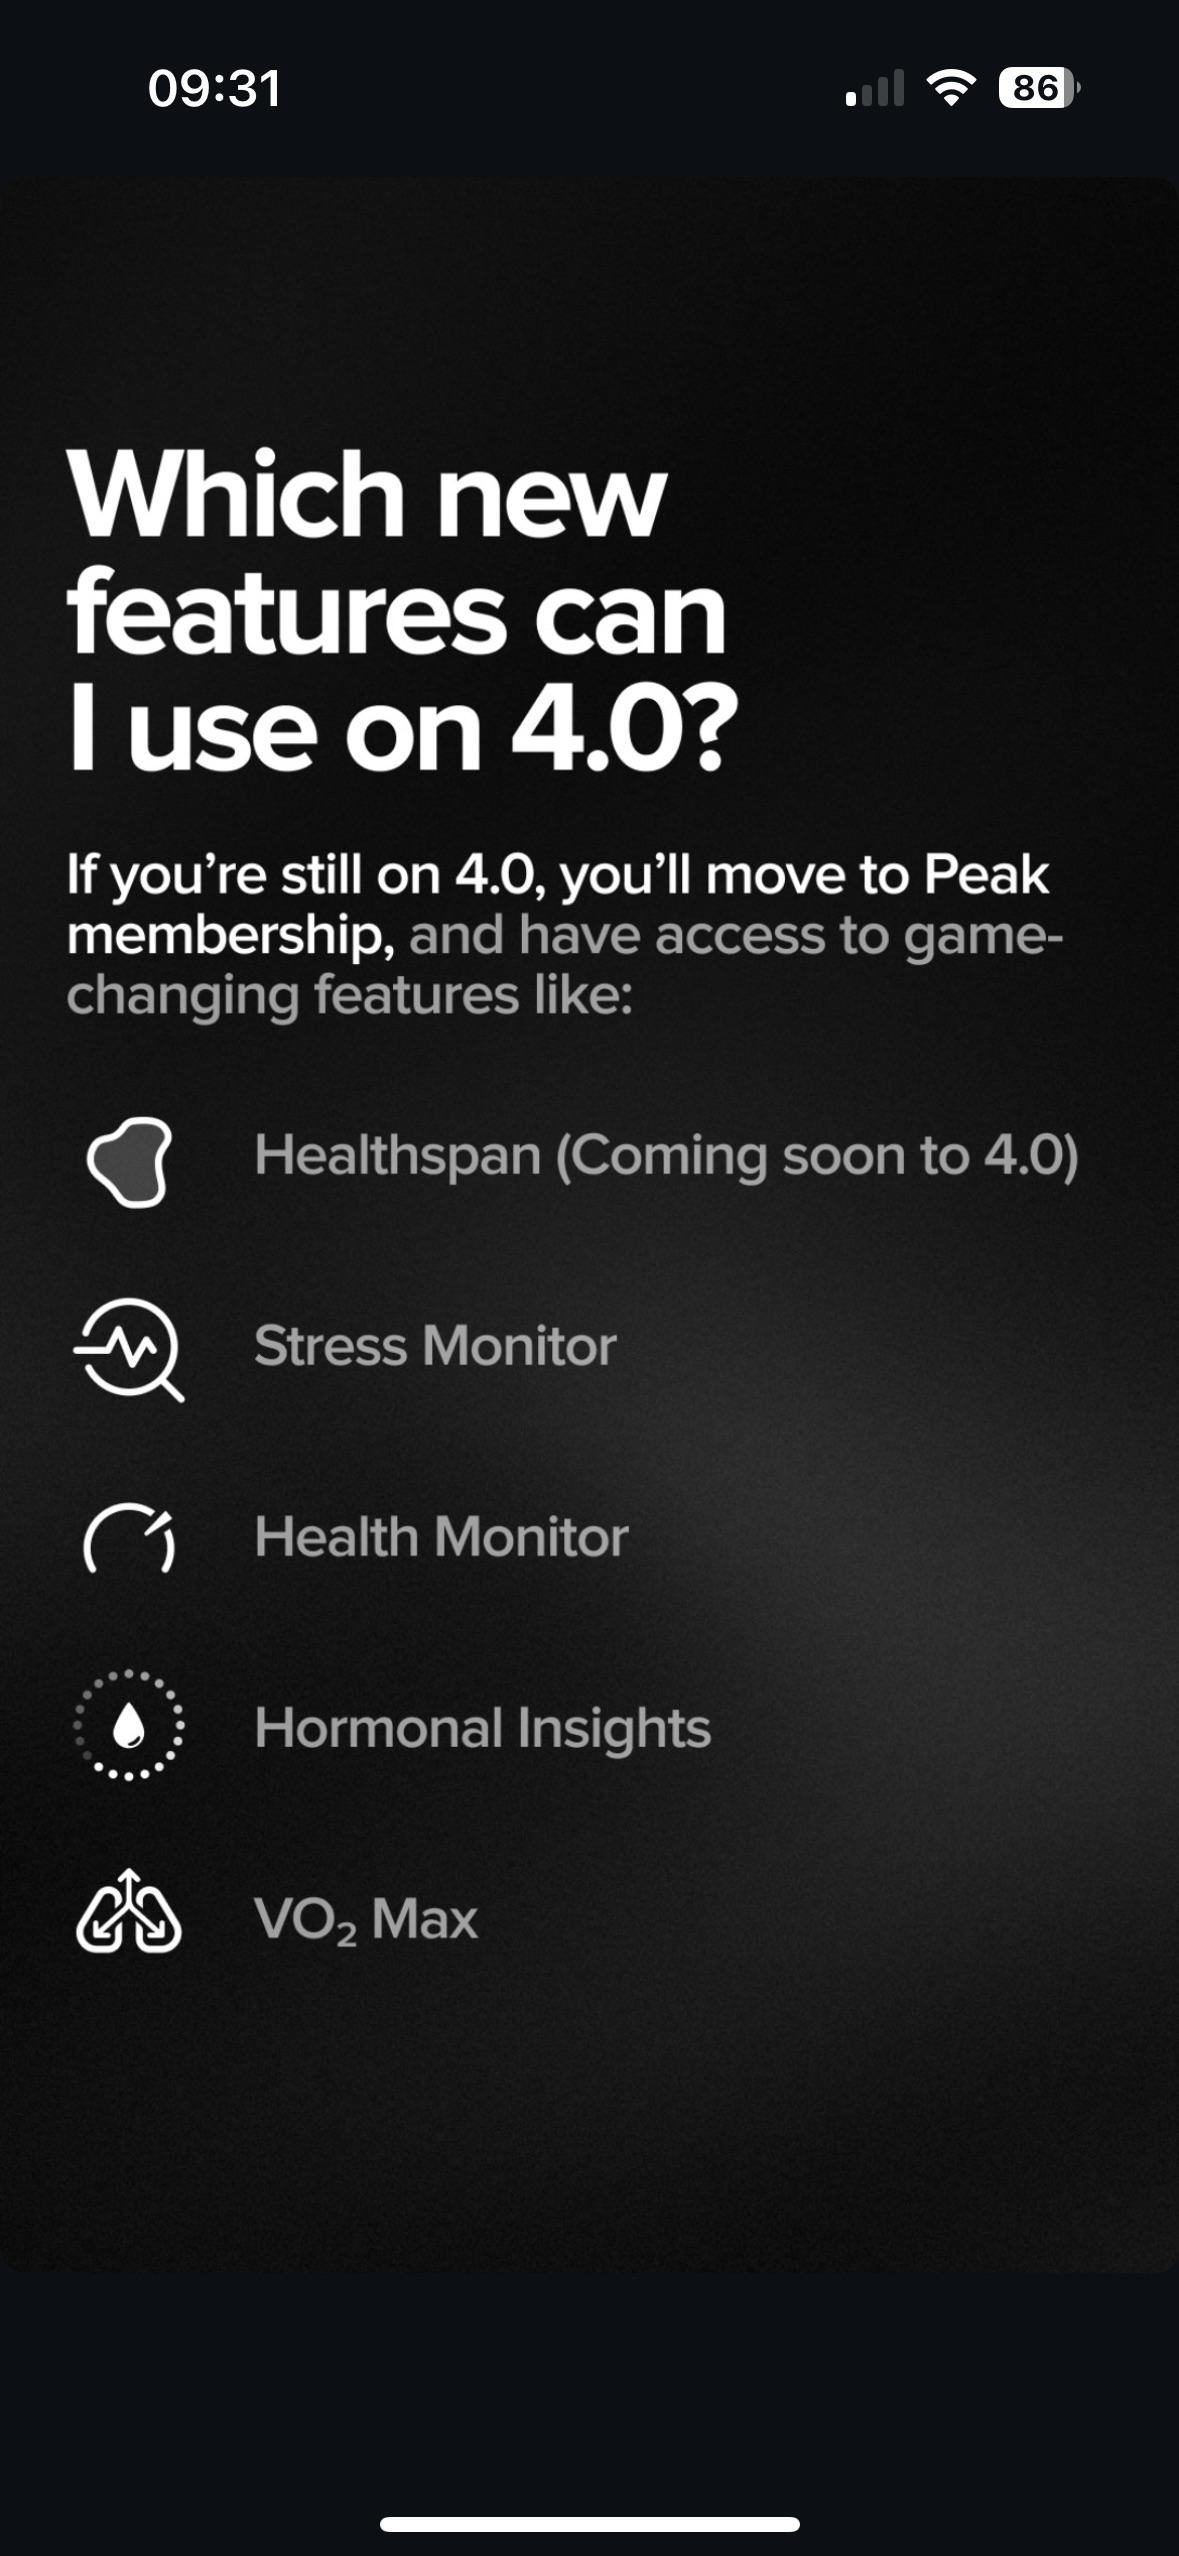 09:31
86
Which new
features can
I use on 4.0?
If you’re still on 4.0, you’ll move to Peak
membership, and have access to game-
changing features like:
Healthspan (Coming soon to 4.0)
Stress Monitor
Health Monitor
Hormonal Insights
VO₂ Max